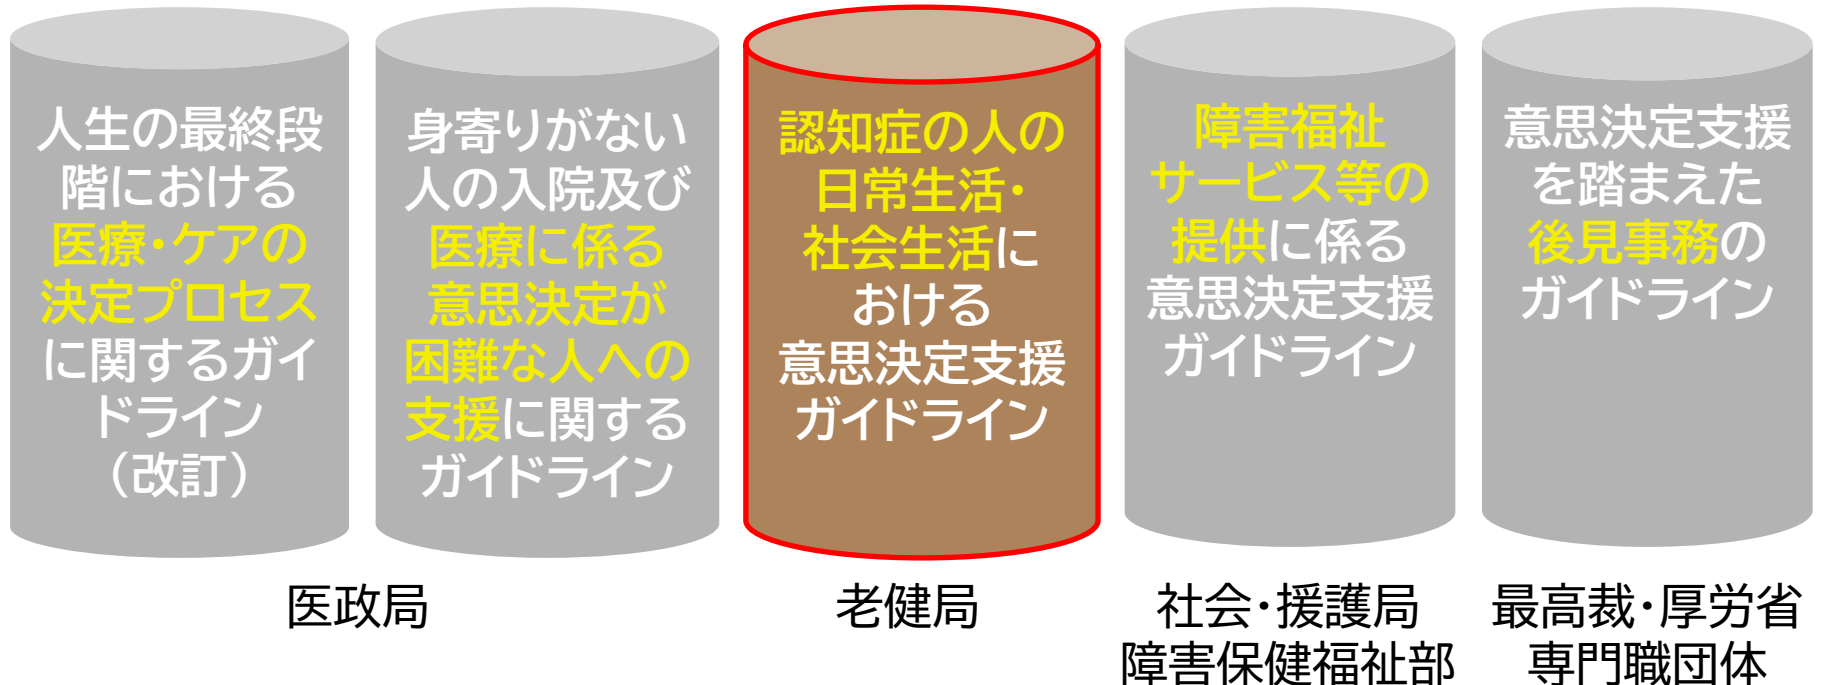 人生の最終段
階における
医療・ケアの
決定プロセス
に関するガイ
ドライン
（改訂）
身寄りがない
人の入院及び
医療に係る
意思決定が
困難な人への
支援に関する
ガイドライン
認知症の人の
日常生活・
社会生活に
おける
意思決定支援
ガイドライン
障害福祉
サービス等の
提供に係る
意思決定支援
ガイドライン
意思決定支援
を踏まえた
後見事務の
ガイドライン
医政局
老健局
社会・援護局
障害保健福祉部
最高裁・厚労省
専門職団体